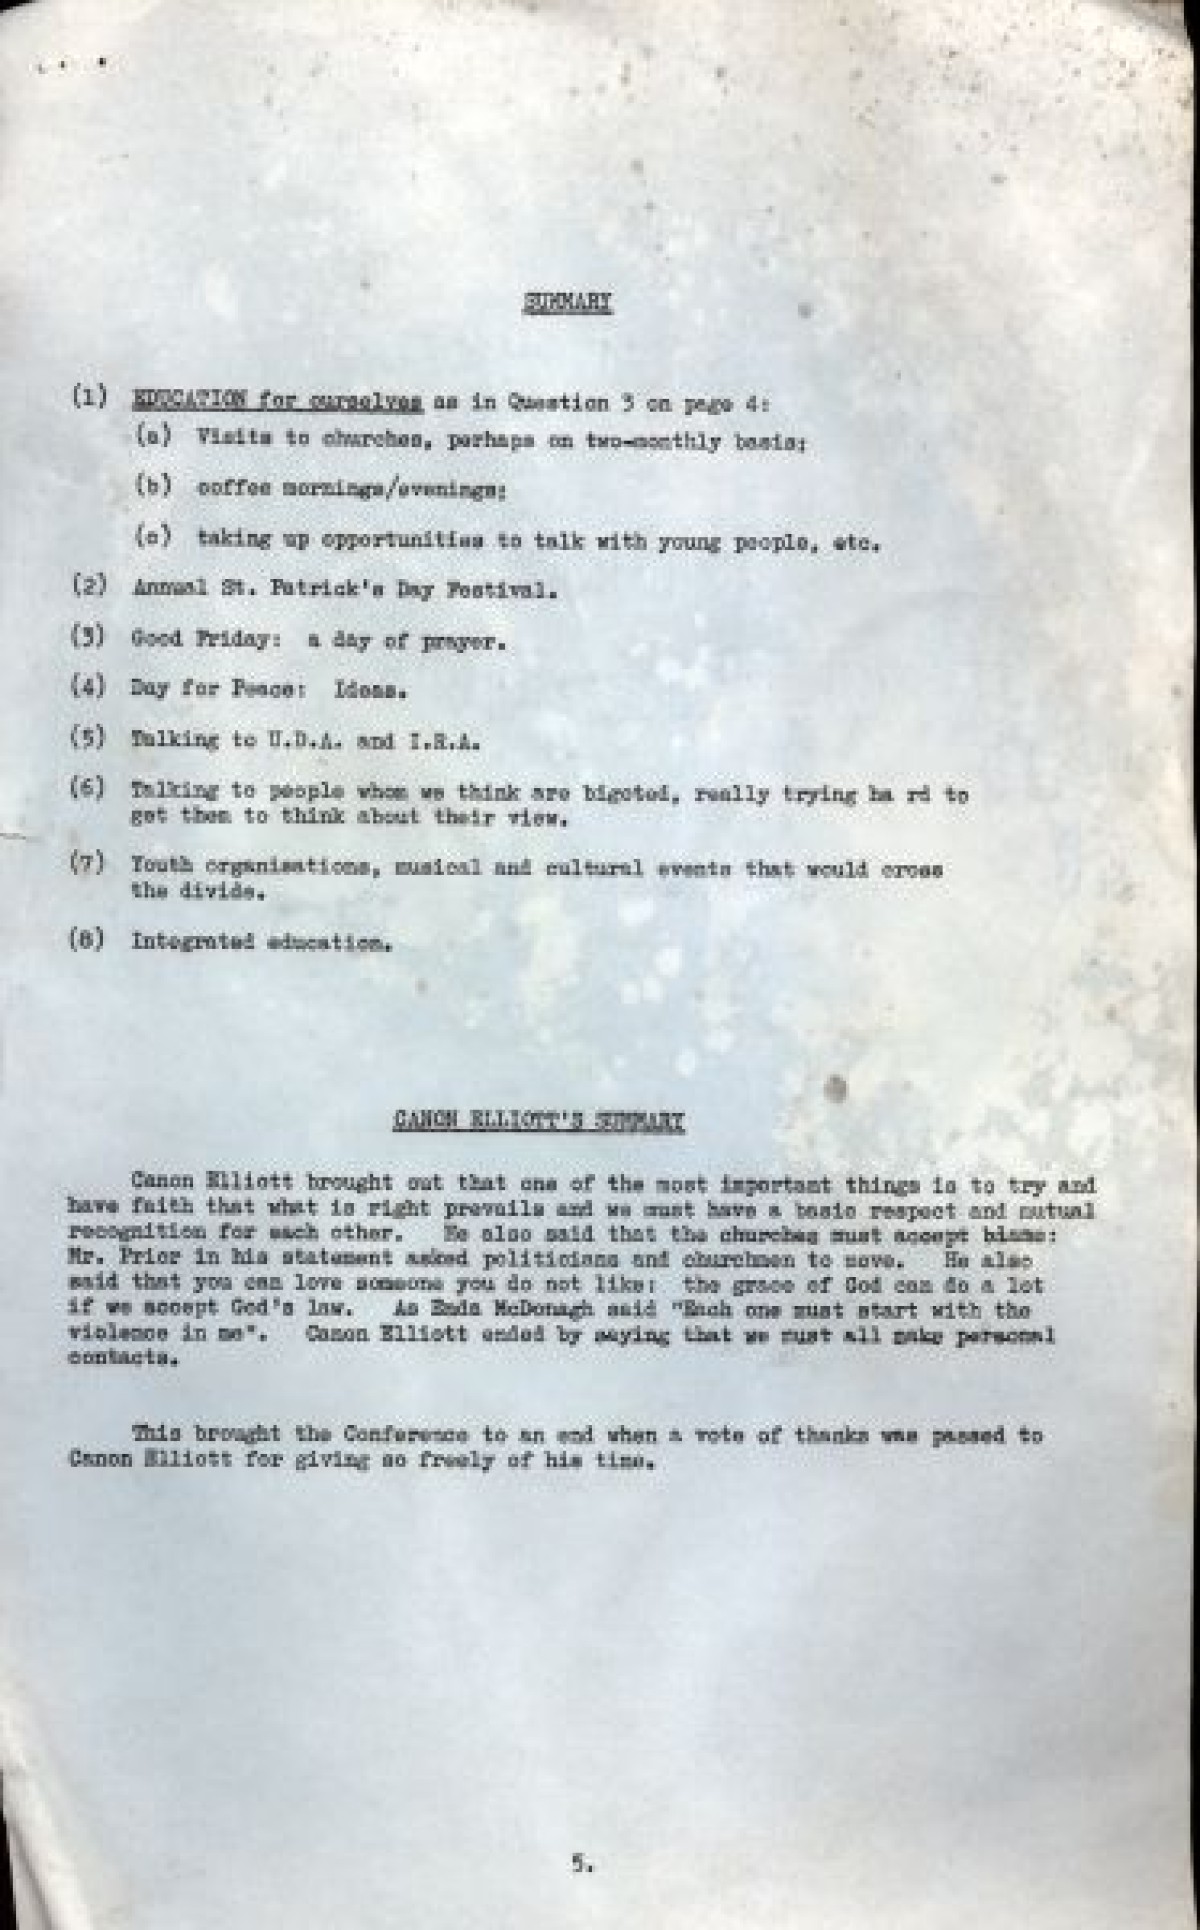 SUMMARY
(1) EDUCATION for ourselves as in Question 3 on page 4:
(a) Visits to churches, perhaps on two-monthly basis;
(b) coffee mornings/evenings;
(c) taking up opportunities to talk with young people, etc.
(2) Annual St. Patrick's Day Festival.
(3) Good Friday: a day of prayer.
(4) Day for Peace: Ideas.
(5) Talking to U.D.A. and I.R.A.
(6) Talking to people whom we think are bigoted, really trying ha rd to
get them to think about their view.
(7) Youth organisations, musical and cultural events that would cross
the divide.
(8) Integrated education.
CANON ELLIOTT'S SUMMARY
Canon Elliott brought out that one of the most important things is to try and
have faith that what is right prevails and we must have a basic respect and mutual
recognition for each other. He also said that the churches must accept blame:
Mr. Prior in his statement asked politicians and churchmen to move. He also
said that you can love someone you do not like: the grace of God can do a lot
if we accept God's law. As Enda McDonagh said "Each one must start with the
violence in me". Canon Elliott ended by saying that we must all make personal
contacts.
This brought the Conference to an end when a vote of thanks was passed to
Canon Elliott for giving so freely of his time.
5.